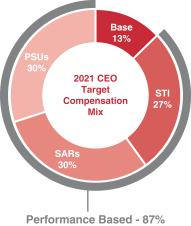 Base
13%
PSUs
30%
2021 CEO
Target
Compensation
Mix
STI
27%
SARs
30%
Performance Based - 87%